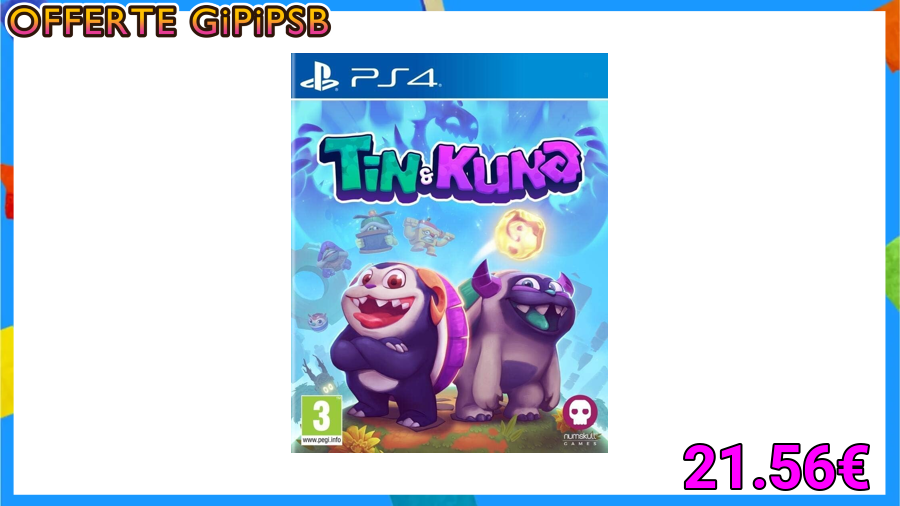 OFFERTE GiPiPSB
PS4
TiN & KUNA
3
www.pegi.info
numskull
GAMES
21.56€